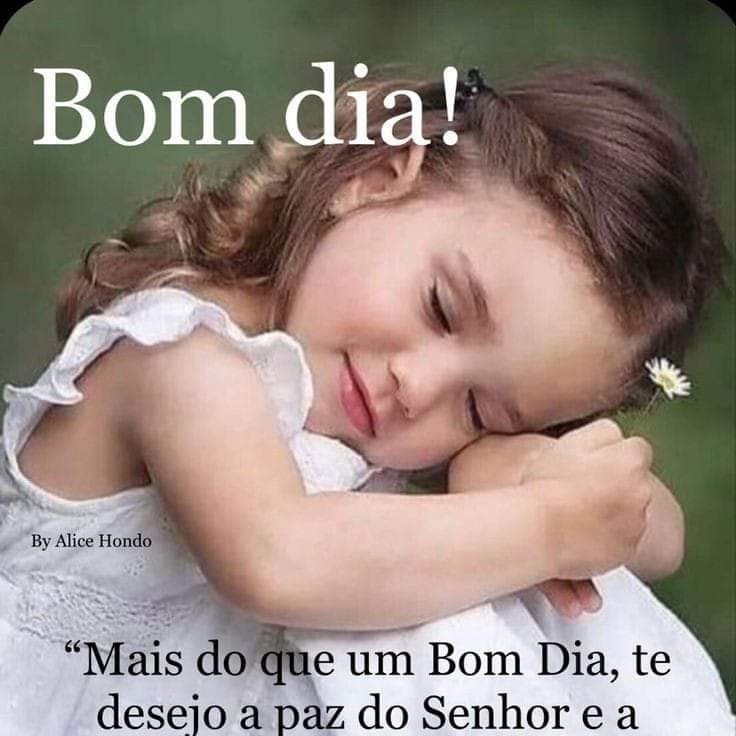 Bom dia!
By Alice Hondo
“Mais do que um Bom Dia, te
desejo a paz do Senhor e a